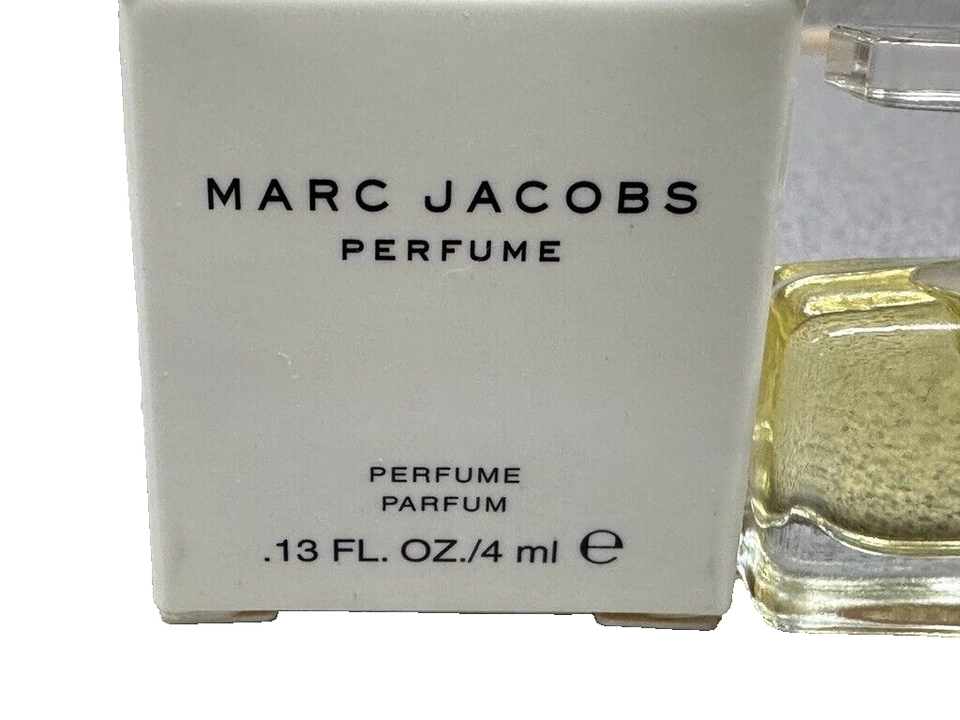 MARC JACOBS
PERFUME
PERFUME
PARFUM
.13 FL. OZ./4 ml ℮